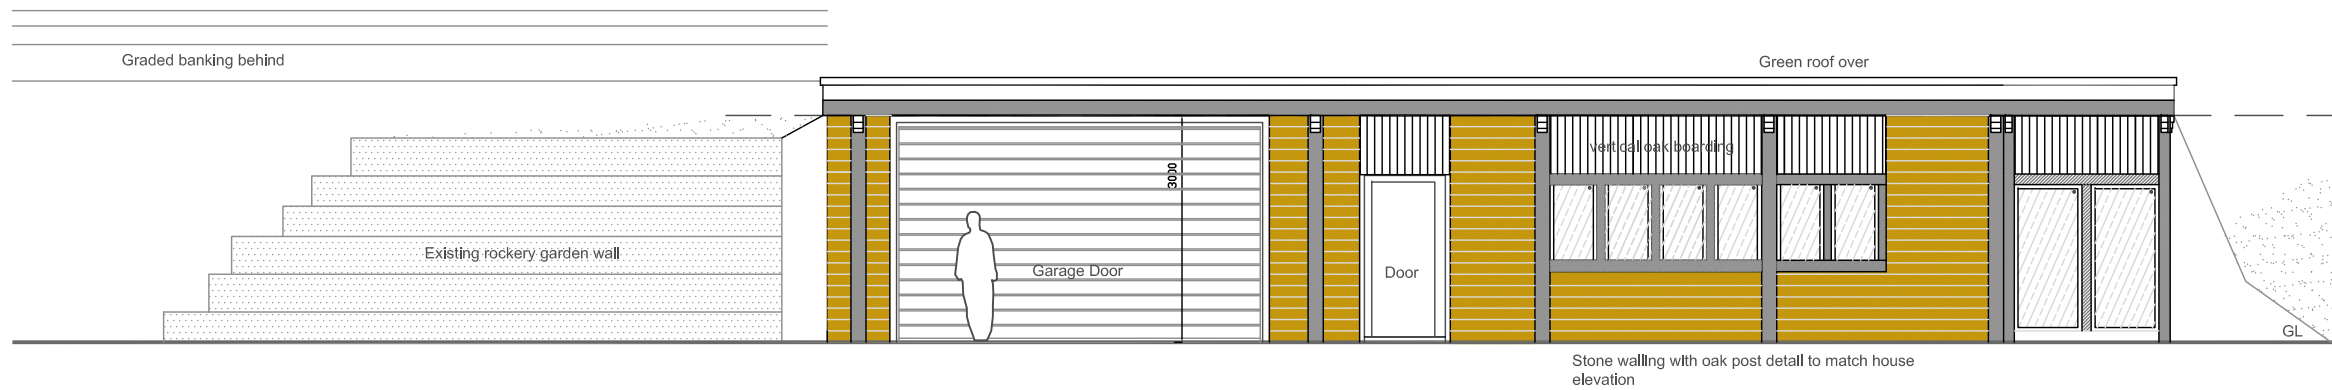 Graded banking behind
Green roof over
vertical oak boarding
3000
Existing rockery garden wall
Garage Door
Door
GL
Stone walling with oak post detail to match house
elevation